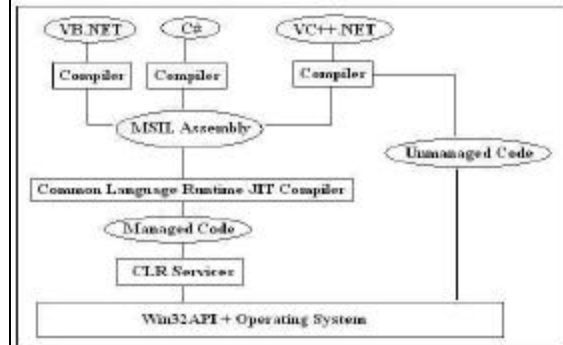 VB.NET C# VC++.NET
Compiler Compiler Compiler
MSIL Assembly
Unmanaged Code
Common Language Runtime JIT Compiler
Managed Code
CLR Services
Win32API + Operating System